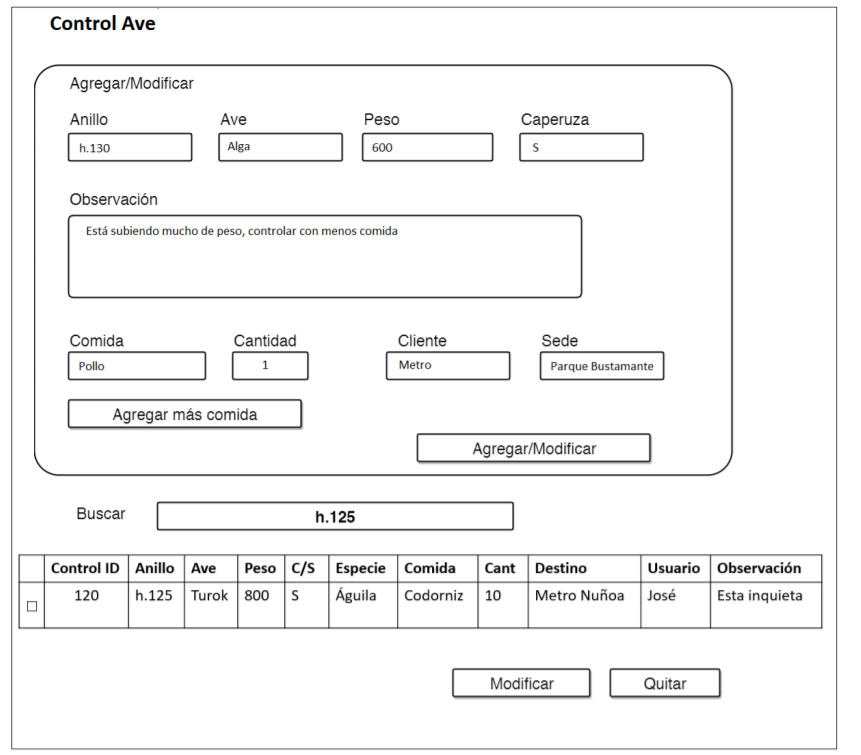 Control Ave
Agregar/Modificar
Anillo Ave Peso Caperuza
h.130 Alga 600 S
Observación
Está subiendo mucho de peso, controlar con menos comida
Comida Cantidad Cliente Sede
Pollo 1 Metro Parque Bustamante
Agregar más comida
Agregar/Modificar
Buscar h.125
Control ID Anillo Ave Peso C/S Especie Comida Cant Destino Usuario Observación
120 h.125 Turok 800 S Águila Codorniz 10 Metro Nuñoa José Esta inquieta
Modificar Quitar